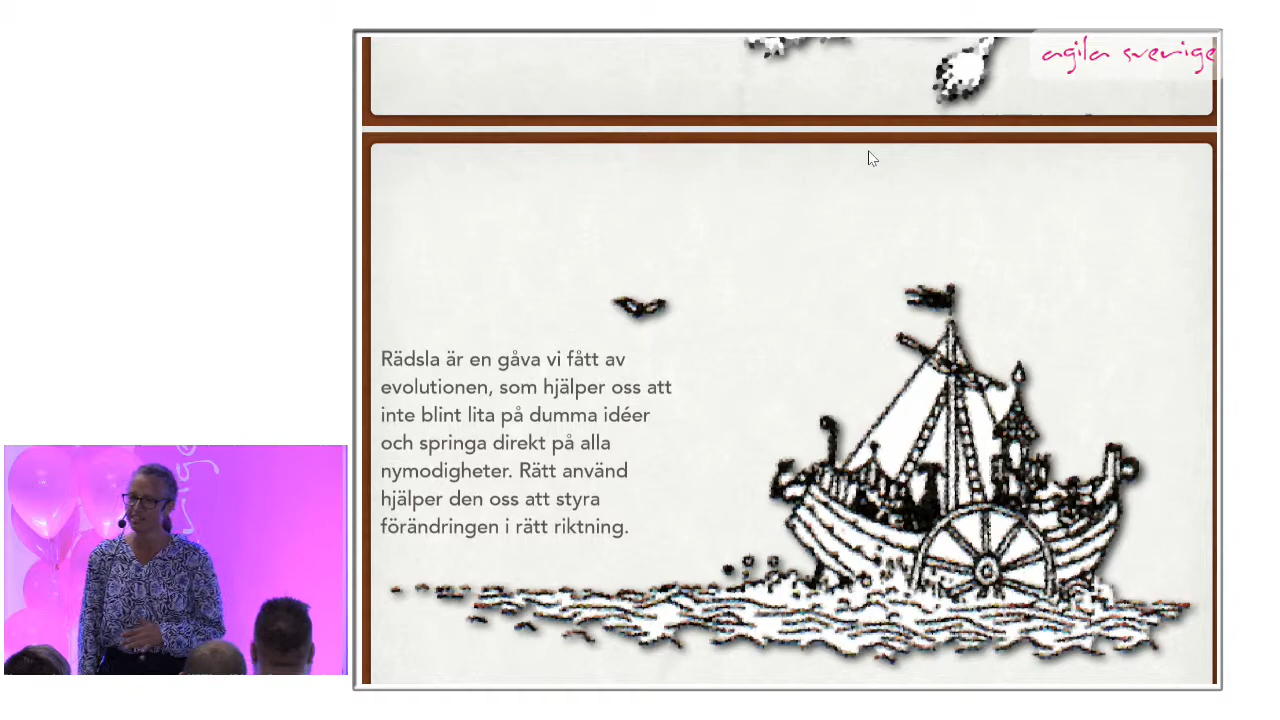 agila sverige
Rädsla är en gåva vi fått av
evolutionen, som hjälper oss att
inte blint lita på dumma idéer
och springa direkt på alla
nymodigheter. Rätt använd
hjälper den oss att styra
förändringen i rätt riktning.